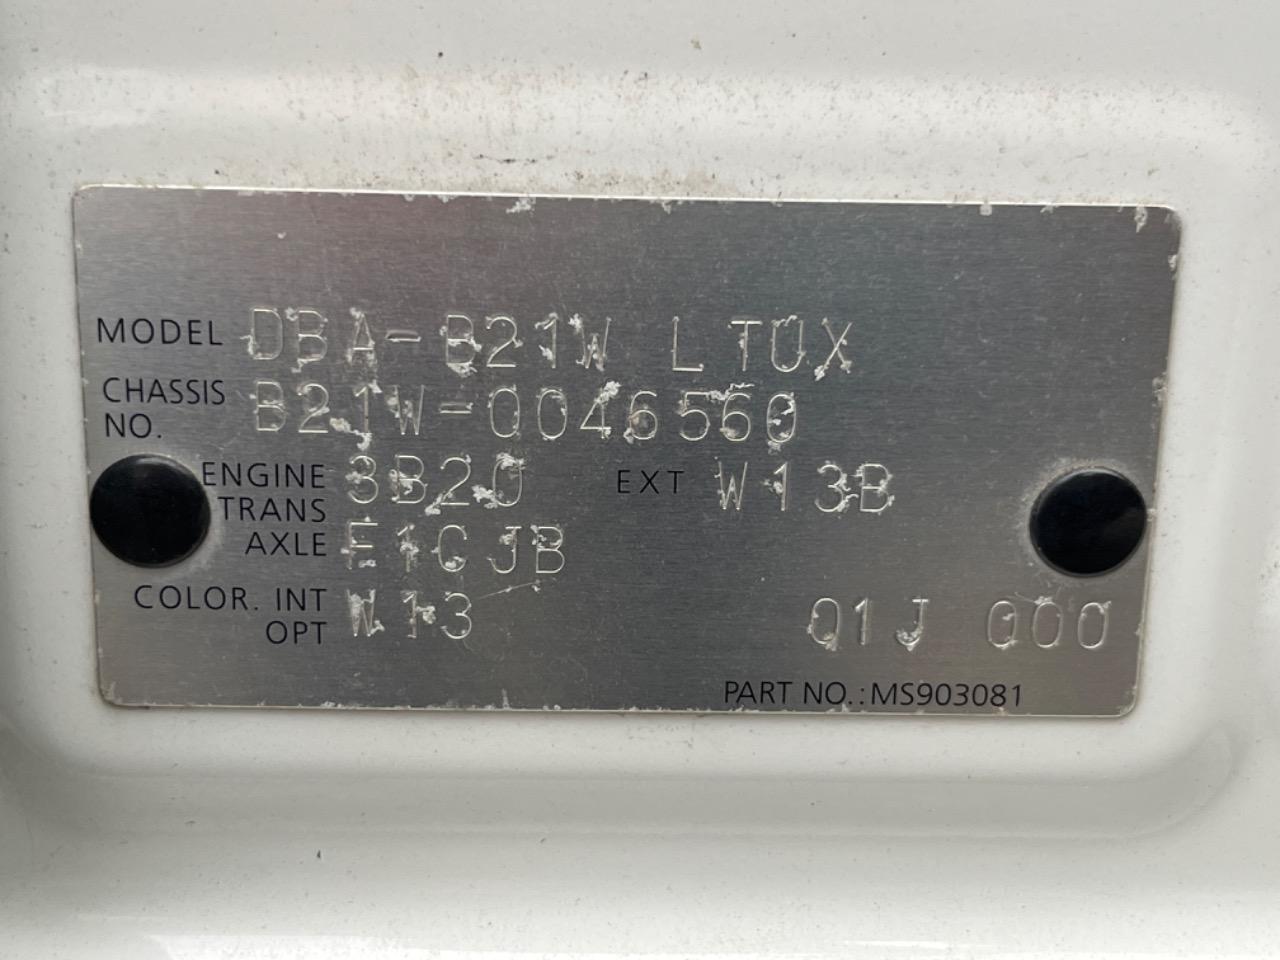 MODEL DBA-B21W LTUX
CHASSIS NO. B21W-0046560
ENGINE 3B20 EXT W13B
TRANS AXLE F1CJB
COLOR. INT OPT W13 01J 000
PART NO.:MS903081